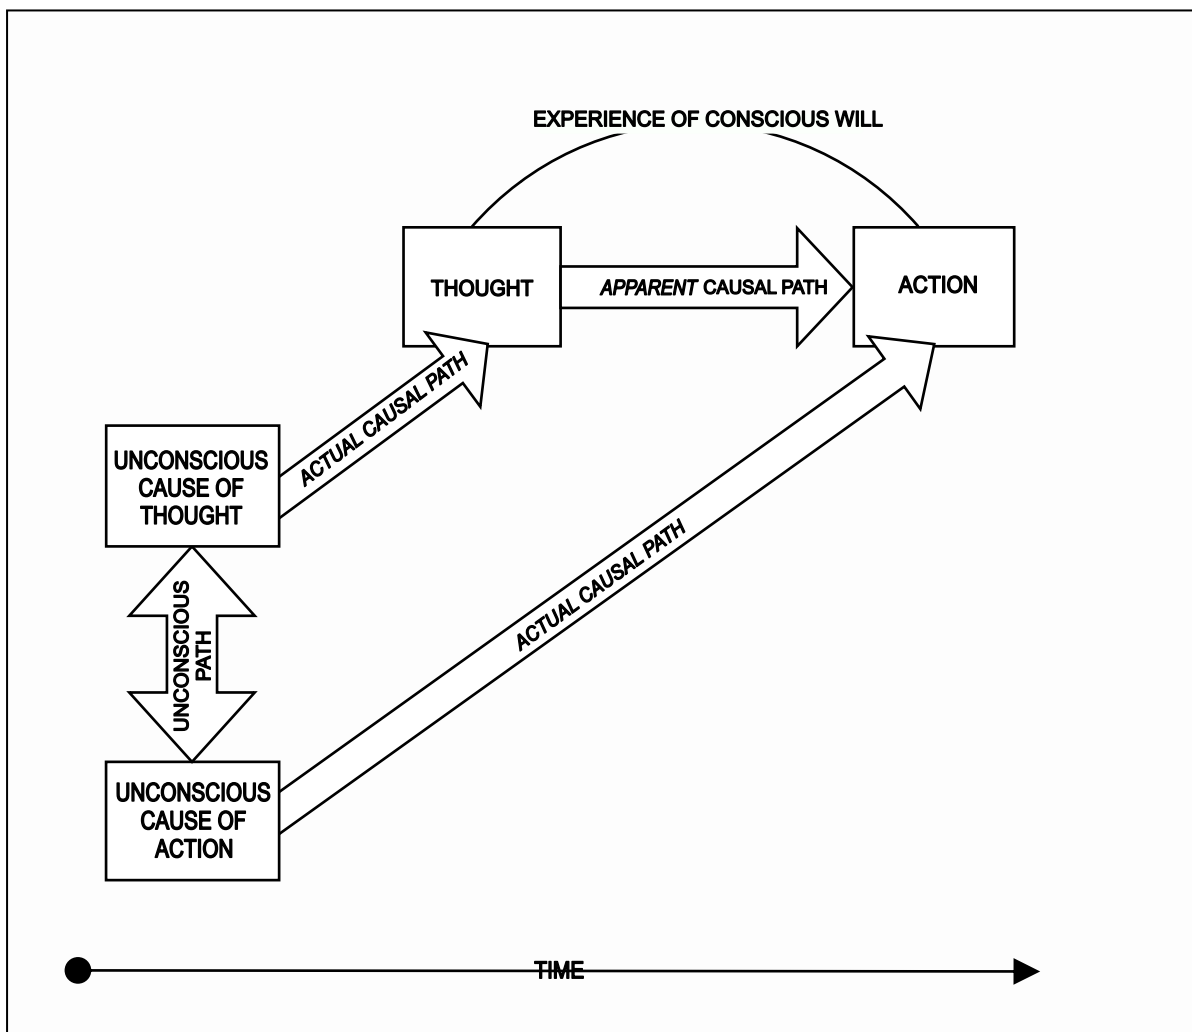 EXPERIENCE OF CONSCIOUS WILL
THOUGHT
APPARENT CAUSAL PATH
ACTION
ACTUAL CAUSAL PATH
UNCONSCIOUS
CAUSE OF
THOUGHT
UNCONSCIOUS
PATH
ACTUAL CAUSAL PATH
UNCONSCIOUS
CAUSE OF
ACTION
TIME